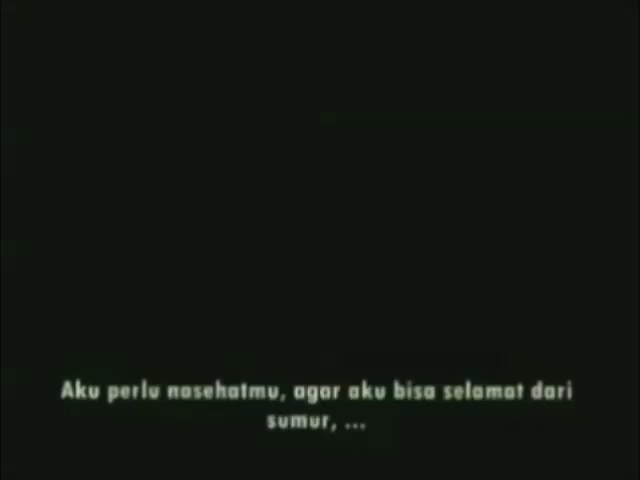 Aku perlu nasehatmu, agar aku bisa selamat dari
sumur, ...